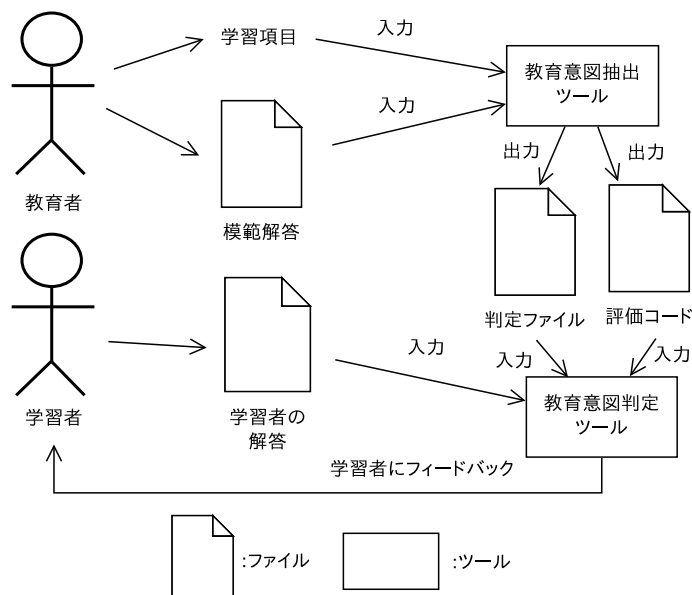 学習項目
入力
教育意図抽出
ツール
入力
出力
出力
教育者
模範解答
判定ファイル
評価コード
入力
入力
入力
教育意図判定
ツール
学習者
学習者の
解答
学習者にフィードバック
:ファイル
:ツール